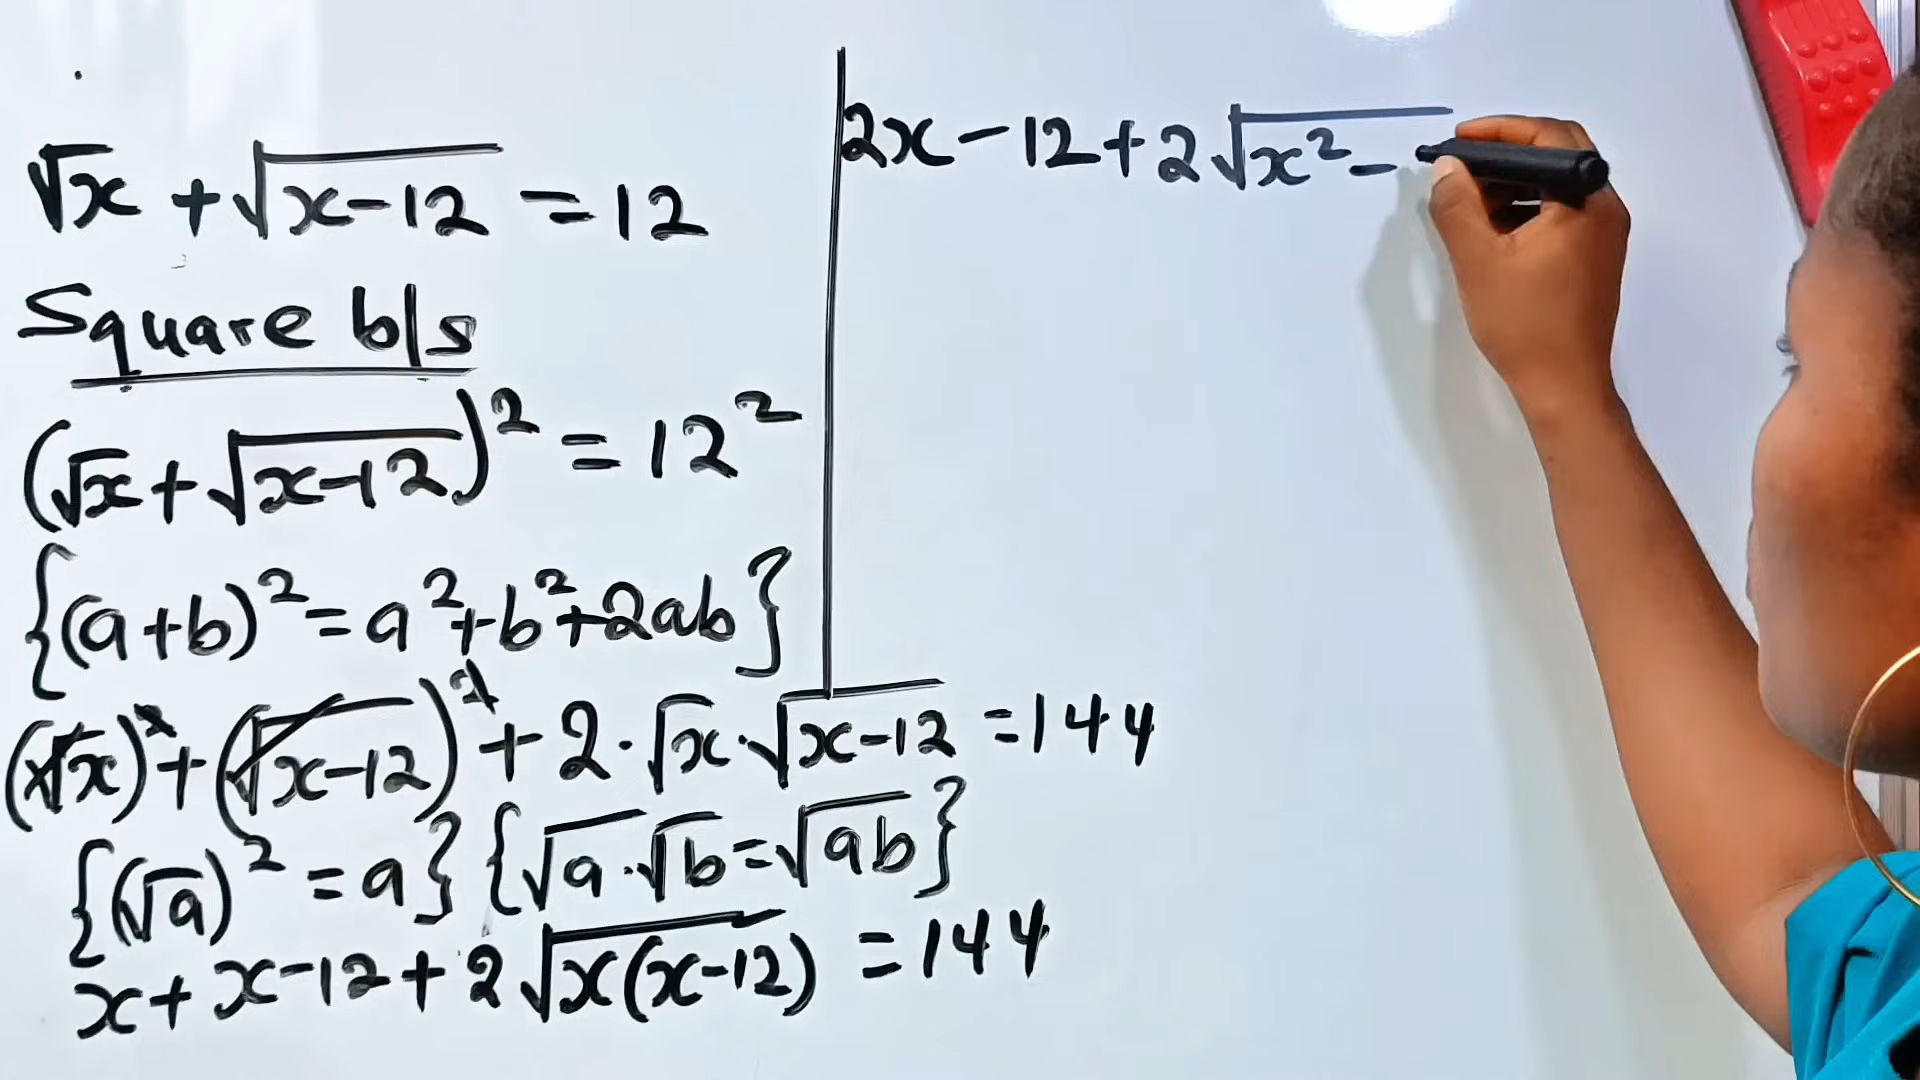 √x + √(x-12) = 12
Square b/s
(√x + √(x-12))² = 12²
{(a+b)² = a² + b² + 2ab}
(√x)² + (√(x-12))² + 2·√x·√(x-12) = 144
{(√a)² = a} {√a·√b = √ab}
x + x - 12 + 2√(x(x-12)) = 144
2x - 12 + 2√(x² -